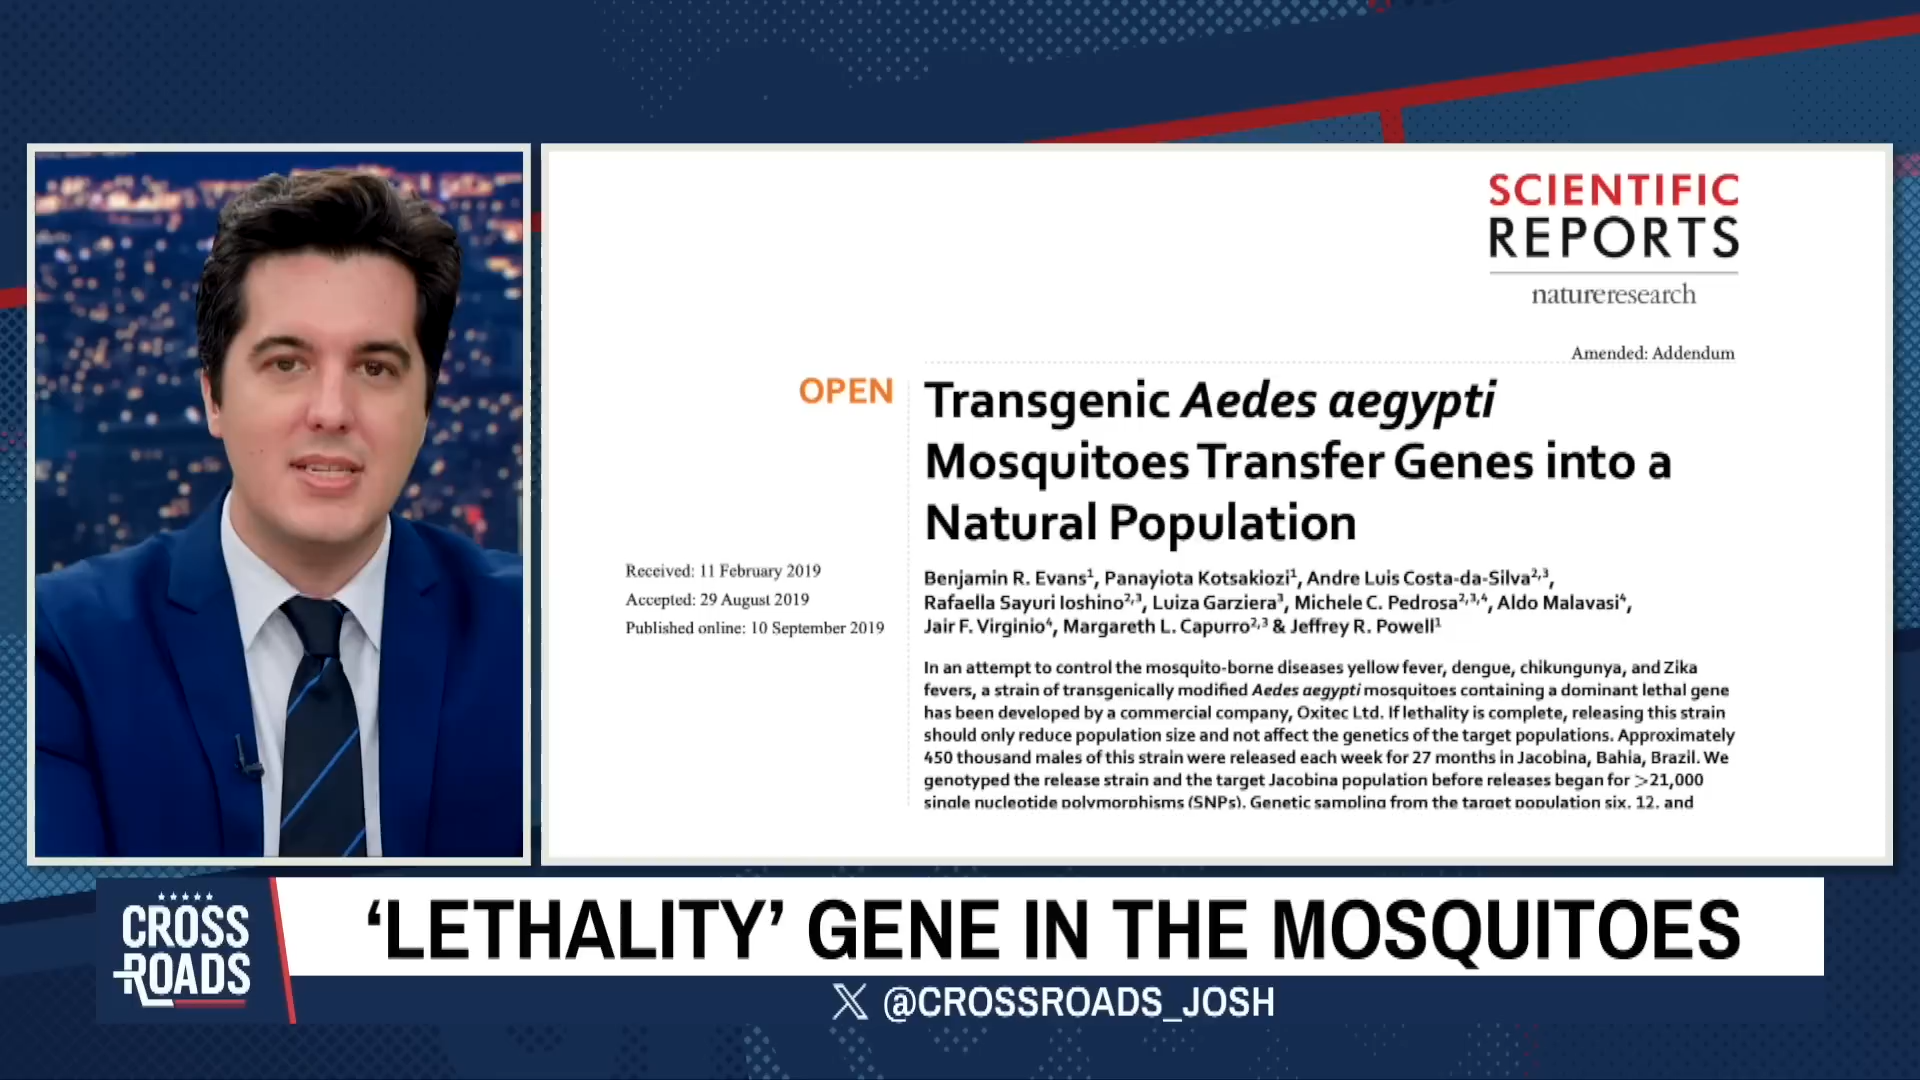 SCIENTIFIC
REPORTS
natureresearch
Amended: Addendum
OPEN
Transgenic Aedes aegypti
Mosquitoes Transfer Genes into a
Natural Population
Received: 11 February 2019
Accepted: 29 August 2019
Published online: 10 September 2019
Benjamin R. Evans1, Panayiota Kotsakiozi1, Andre Luis Costa-da-Silva2,3,
Rafaella Sayuri Ioshino2,3, Luiza Garziera3, Michele C. Pedrosa2,3,4, Aldo Malavasi4,
Jair F. Virginio4, Margareth L. Capurro2,3 & Jeffrey R. Powell1
In an attempt to control the mosquito-borne diseases yellow fever, dengue, chikungunya, and Zika
fevers, a strain of transgenically modified Aedes aegypti mosquitoes containing a dominant lethal gene
has been developed by a commercial company, Oxitec Ltd. If lethality is complete, releasing this strain
should only reduce population size and not affect the genetics of the target populations. Approximately
450 thousand males of this strain were released each week for 27 months in Jacobina, Bahia, Brazil. We
genotyped the release strain and the target Jacobina population before releases began for >21,000
single nucleotide polymorphisms (SNPs). Genetic sampling from the target population six, 12, and
CROSS
ROADS
‘LETHALITY’ GENE IN THE MOSQUITOES
X @CROSSROADS_JOSH